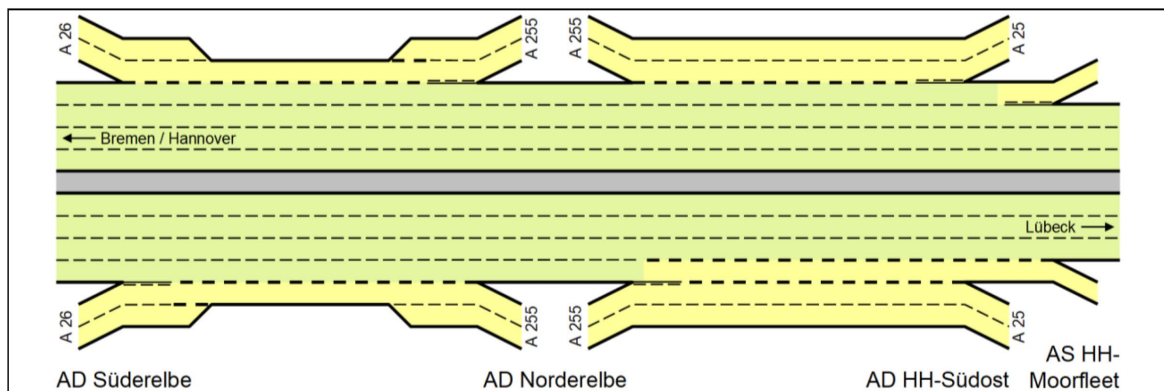 A 26
A 255
A 255
A 25
← Bremen / Hannover
Lübeck →
A 26
A 255
A 255
A 25
AD Süderelbe
AD Norderelbe
AD HH-Südost
AS HH-
Moorfleet